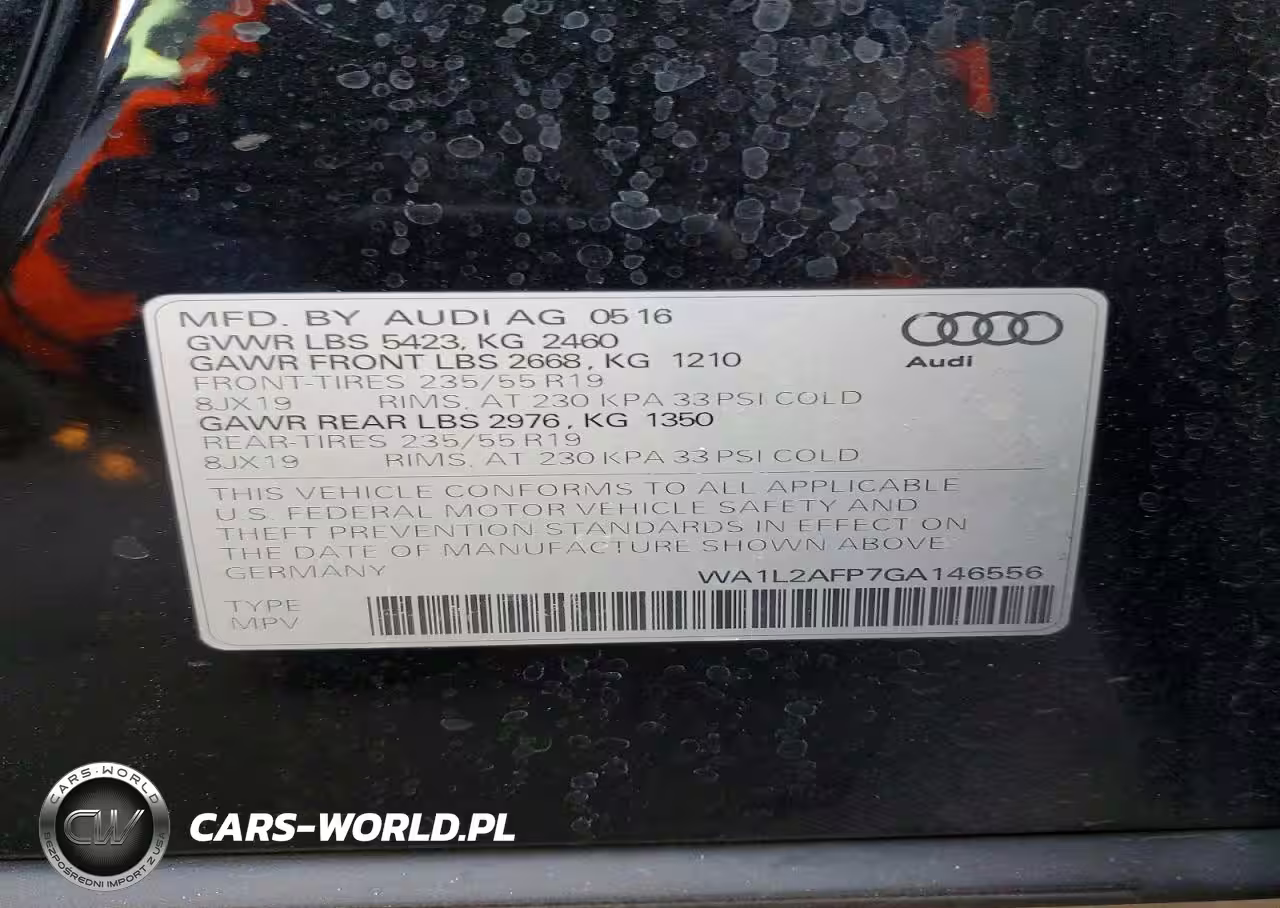 MFD. BY AUDI AG 0516
GVWR LBS 5423, KG 2460
GAWR FRONT LBS 2668, KG 1210
FRONT-TIRES 235/55 R19
8JX19 RIMS, AT 230 KPA 33 PSI COLD
GAWR REAR LBS 2976, KG 1350
REAR-TIRES 235/55 R19
8JX19 RIMS, AT 230 KPA 33 PSI COLD
Audi
THIS VEHICLE CONFORMS TO ALL APPLICABLE
U.S. FEDERAL MOTOR VEHICLE SAFETY AND
THEFT PREVENTION STANDARDS IN EFFECT ON
THE DATE OF MANUFACTURE SHOWN ABOVE
GERMANY WA1L2AFP7GA146556
TYPE
MPV
CARS-WORLD
CW
BEZPOŚREDNI IMPORT Z USA
CARS-WORLD.PL